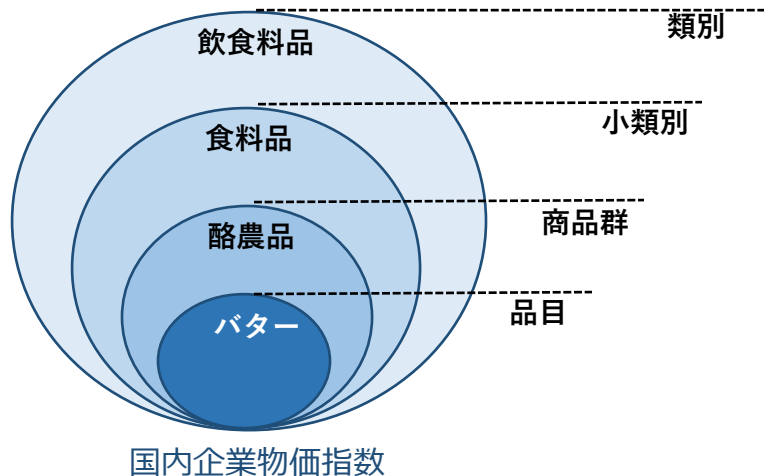 類別
飲食料品
小類別
食料品
商品群
酪農品
品目
バター
国内企業物価指数